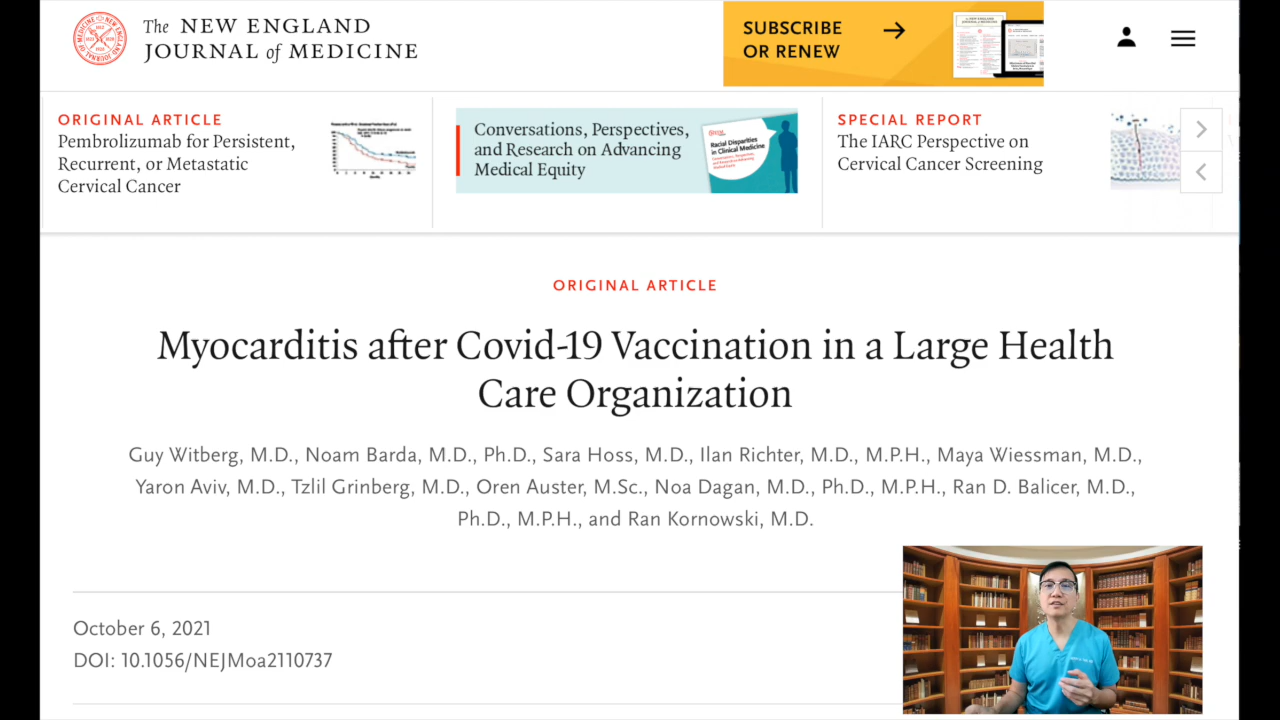 The NEW ENGLAND
JOURNAL of MEDICINE
SUBSCRIBE
OR RENEW
ORIGINAL ARTICLE
Pembrolizumab for Persistent,
Recurrent, or Metastatic
Cervical Cancer
Conversations, Perspectives,
and Research on Advancing
Medical Equity
Racial Disparities
in Clinical Medicine
SPECIAL REPORT
The IARC Perspective on
Cervical Cancer Screening
ORIGINAL ARTICLE
Myocarditis after Covid-19 Vaccination in a Large Health
Care Organization
Guy Witberg, M.D., Noam Barda, M.D., Ph.D., Sara Hoss, M.D., Ilan Richter, M.D., M.P.H., Maya Wiessman, M.D.,
Yaron Aviv, M.D., Tzlil Grinberg, M.D., Oren Auster, M.Sc., Noa Dagan, M.D., Ph.D., M.P.H., Ran D. Balicer, M.D.,
Ph.D., M.P.H., and Ran Kornowski, M.D.
October 6, 2021
DOI: 10.1056/NEJMoa2110737